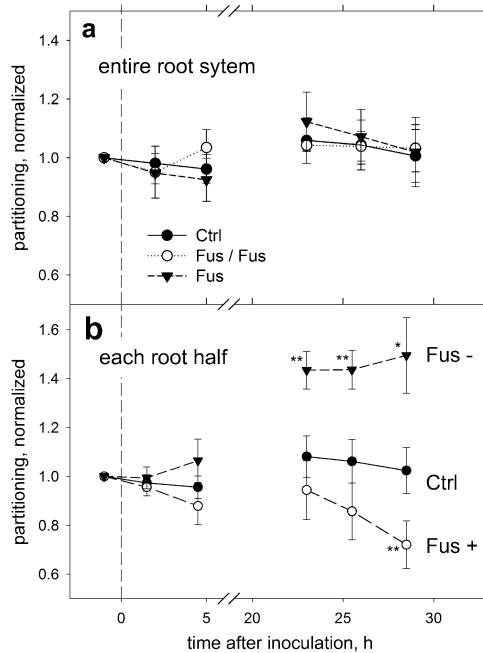 a
entire root sytem
1.4
1.2
1.0
0.8
0.6
partitioning, normalized
Ctrl
Fus / Fus
Fus
b
each root half
1.6
1.4
1.2
1.0
0.8
0.6
partitioning, normalized
** ** * Fus -
Ctrl
** Fus +
0 5 20 25 30
time after inoculation, h